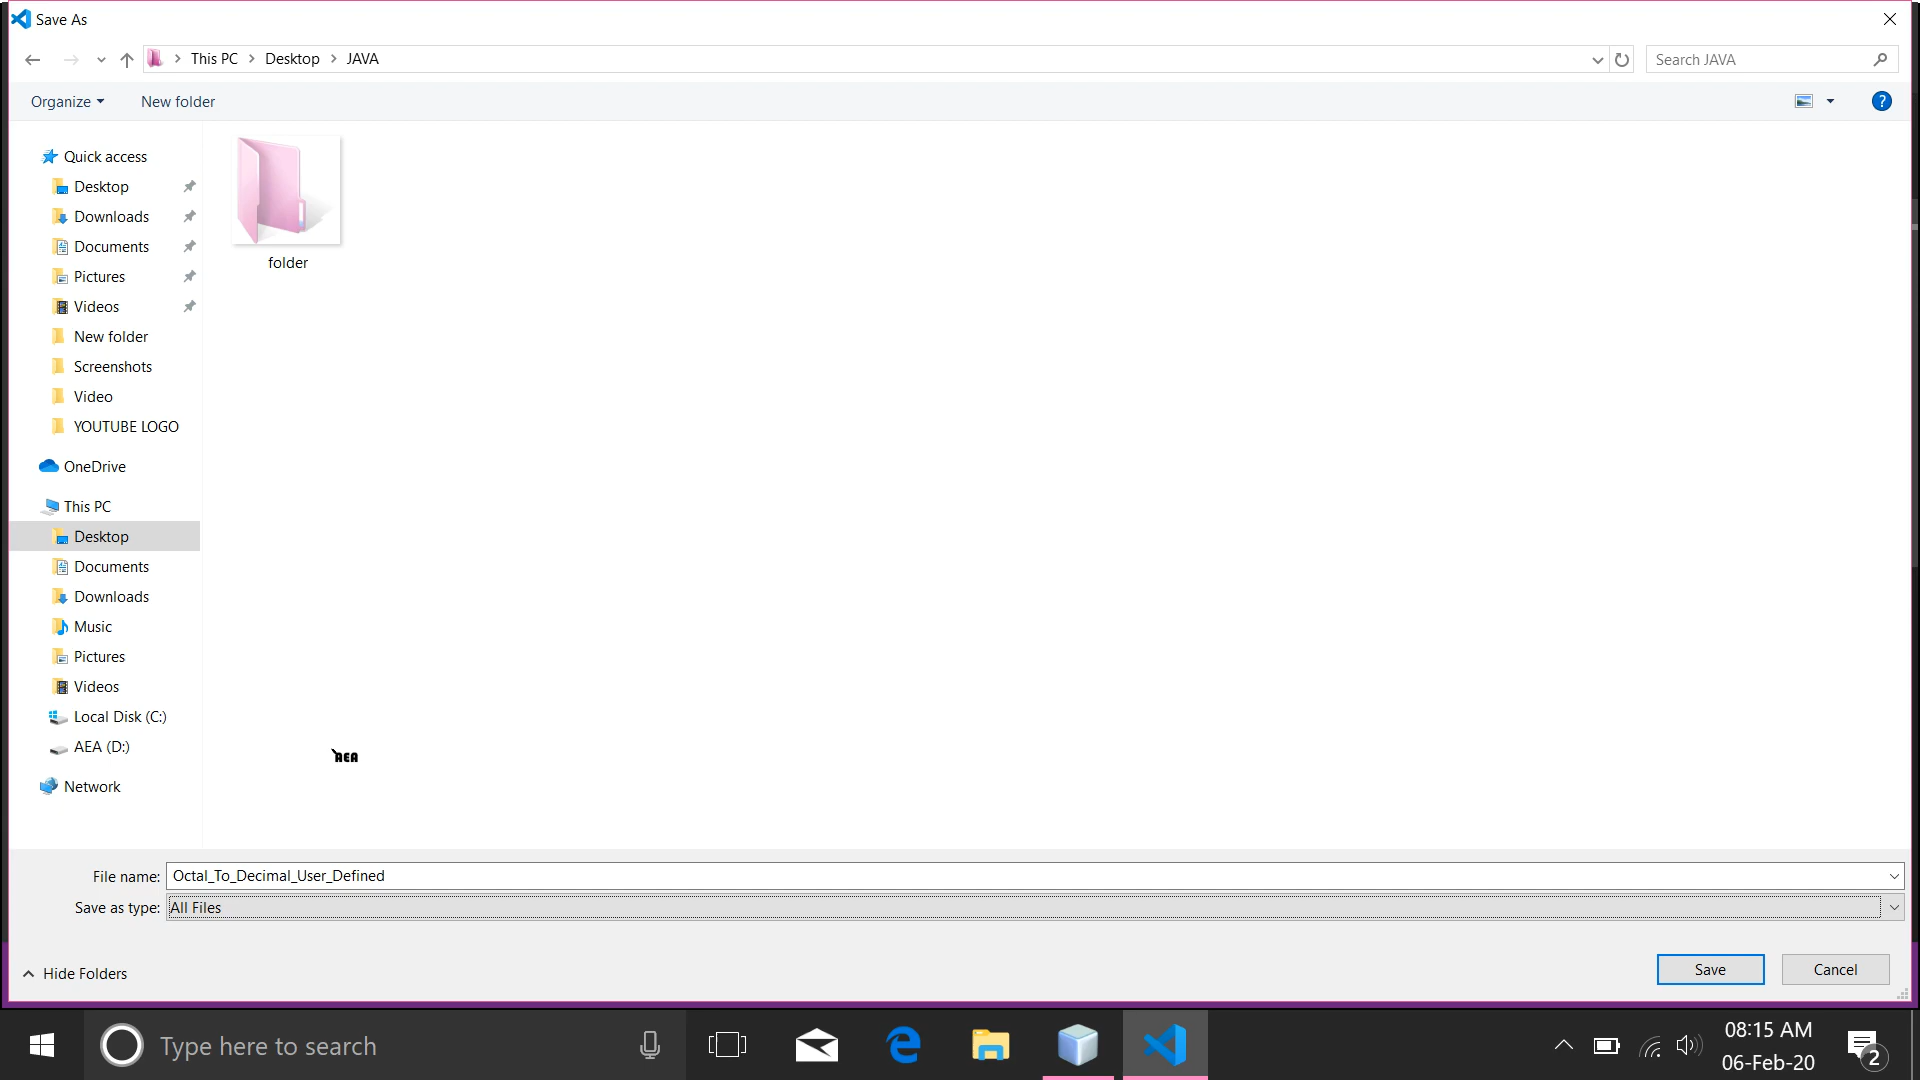 Save As
This PC > Desktop > JAVA
Search JAVA
Organize
New folder
?
Quick access
Desktop
Downloads
Documents
Pictures
Videos
New folder
Screenshots
Video
YOUTUBE LOGO
OneDrive
This PC
Desktop
Documents
Downloads
Music
Pictures
Videos
Local Disk (C:)
AEA (D:)
Network
folder
AEA
File name: Octal_To_Decimal_User_Defined
Save as type: All Files
Hide Folders
Save
Cancel
Type here to search
08:15 AM
06-Feb-20
2